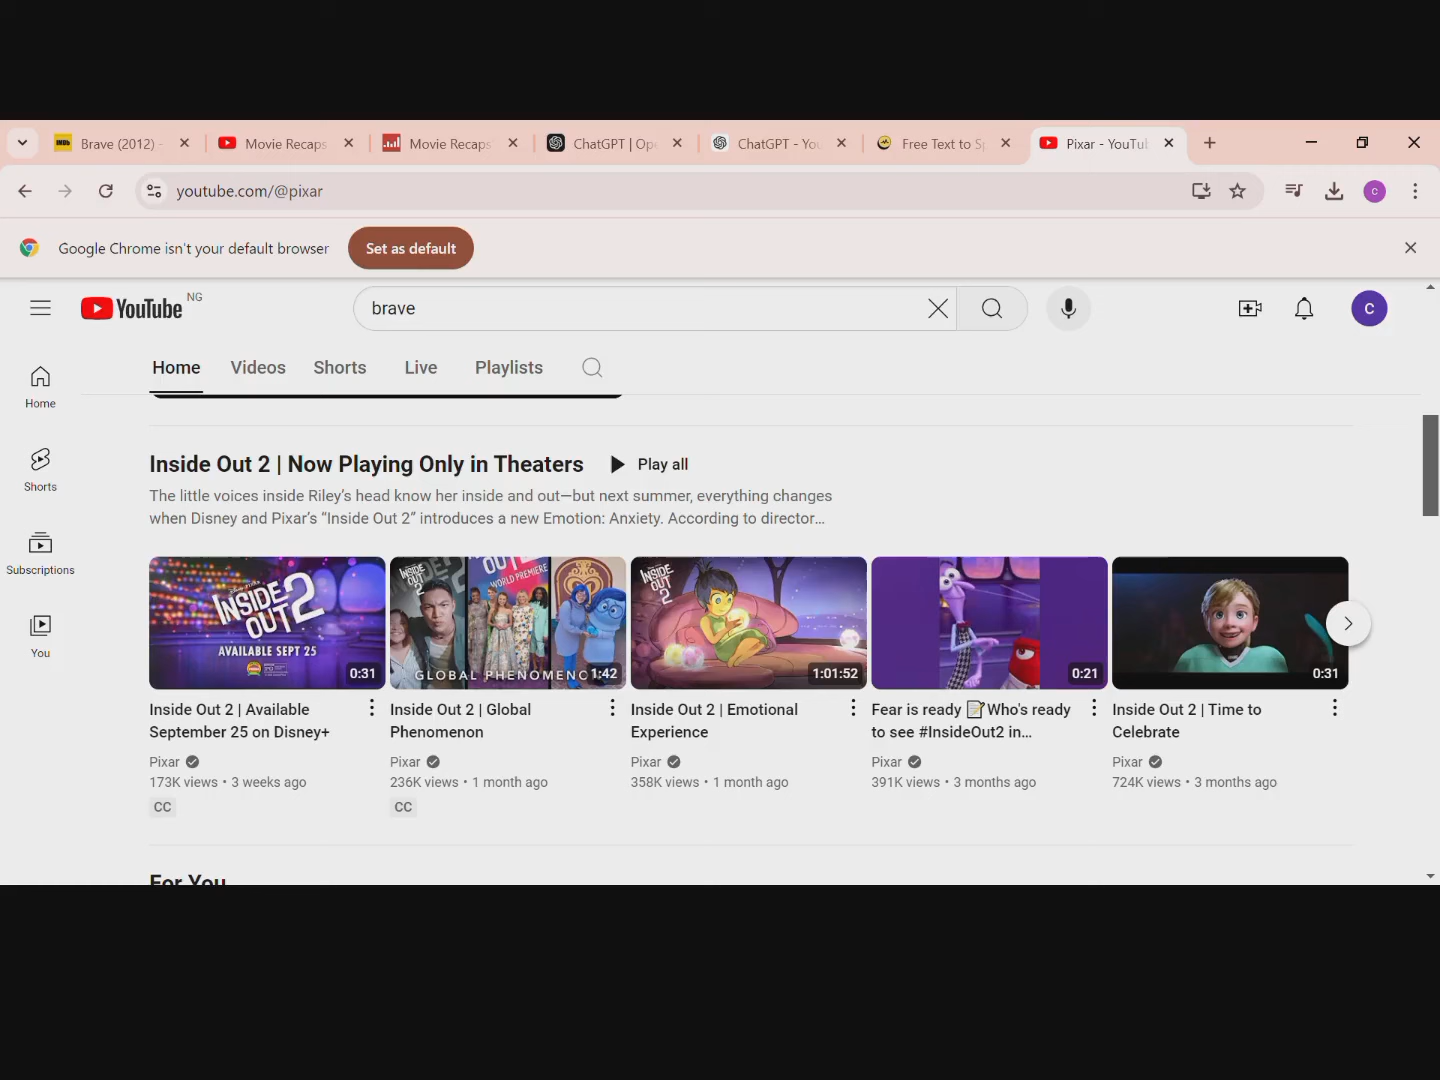 Brave (2012) -
Movie Recaps
Movie Recaps
ChatGPT | Ope
ChatGPT - You
Free Text to Sp
Pixar - YouTu
youtube.com/@pixar
C
Google Chrome isn't your default browser
Set as default
YouTube NG
brave
C
Home
Videos
Shorts
Live
Playlists
Home
Shorts
Subscriptions
You
Inside Out 2 | Now Playing Only in Theaters
Play all
The little voices inside Riley’s head know her inside and out—but next summer, everything changes
when Disney and Pixar’s “Inside Out 2” introduces a new Emotion: Anxiety. According to director...
INSIDE OUT 2
AVAILABLE SEPT 25
0:31
INSIDE OUT 2
OUT 2
WORLD PREMIERE
GLOBAL PHENOMENC
1:42
INSIDE OUT 2
1:01:52
0:21
0:31
Inside Out 2 | Available
September 25 on Disney+
Pixar
173K views • 3 weeks ago
CC
Inside Out 2 | Global
Phenomenon
Pixar
236K views • 1 month ago
CC
Inside Out 2 | Emotional
Experience
Pixar
358K views • 1 month ago
Fear is ready 📝Who's ready
to see #InsideOut2 in...
Pixar
391K views • 3 months ago
Inside Out 2 | Time to
Celebrate
Pixar
724K views • 3 months ago
For You